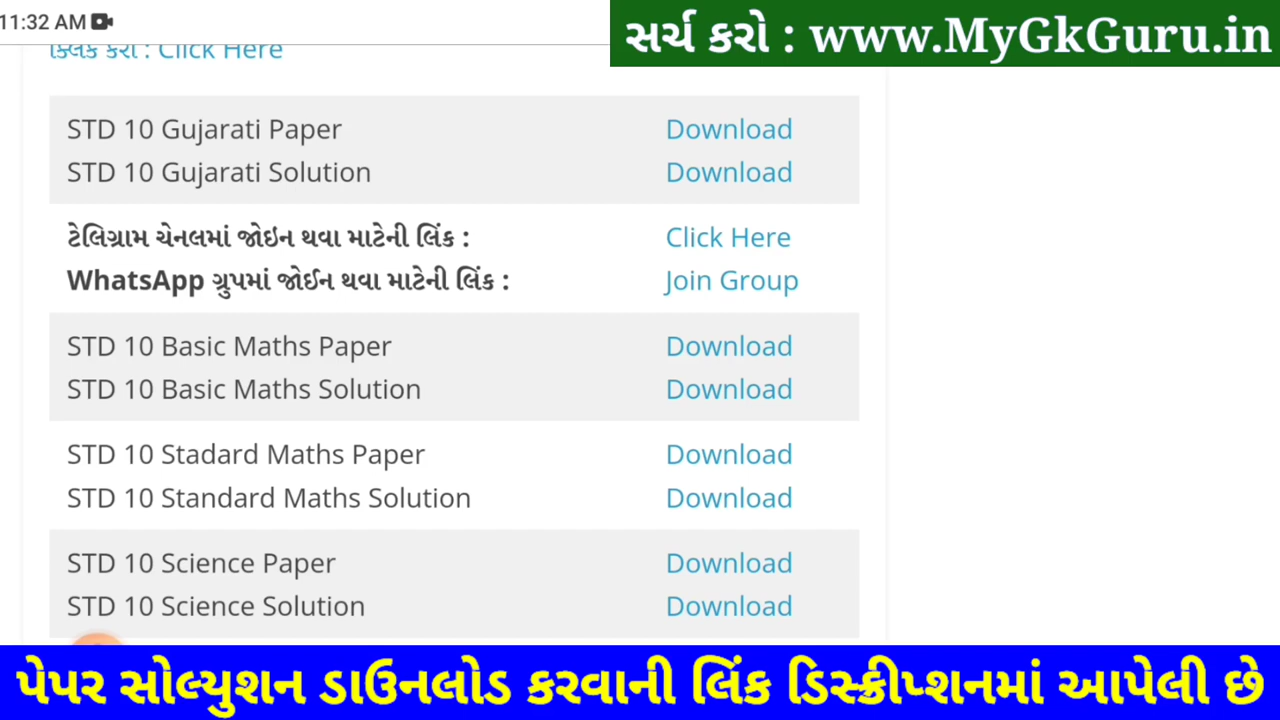 11:32 AM
સર્ચ કરો : www.MyGkGuru.in
ક્લિક કરો : Click Here
STD 10 Gujarati Paper Download
STD 10 Gujarati Solution Download
ટેલિગ્રામ ચેનલમાં જોઇન થવા માટેની લિંક : Click Here
WhatsApp ગ્રુપમાં જોઈન થવા માટેની લિંક : Join Group
STD 10 Basic Maths Paper Download
STD 10 Basic Maths Solution Download
STD 10 Stadard Maths Paper Download
STD 10 Standard Maths Solution Download
STD 10 Science Paper Download
STD 10 Science Solution Download
પેપર સોલ્યુશન ડાઉનલોડ કરવાની લિંક ડિસ્ક્રીપ્શનમાં આપેલી છે